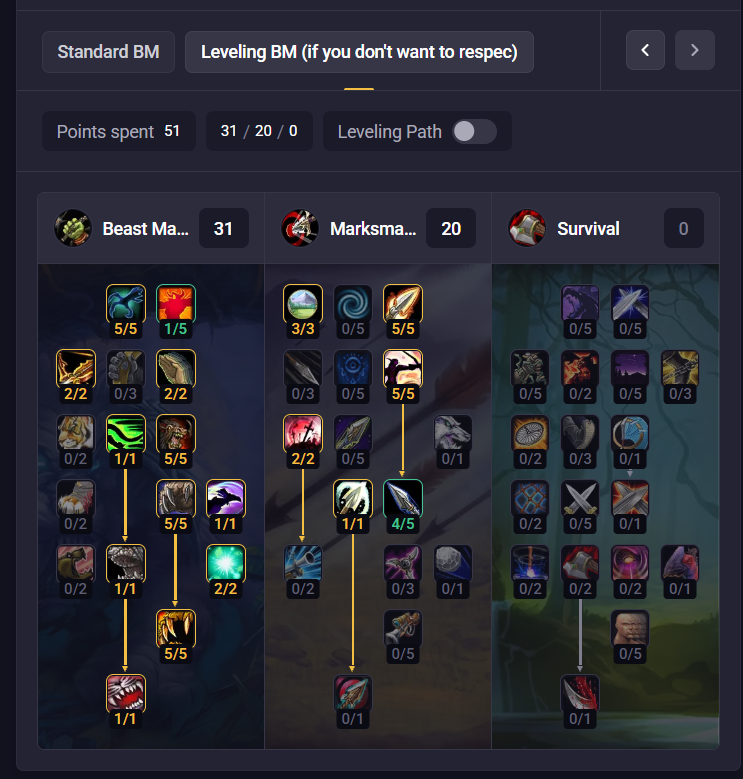 Standard BM Leveling BM (if you don't want to respec)
Points spent 51 31 / 20 / 0 Leveling Path
Beast Ma... 31 Marksma... 20 Survival 0
5/5 1/5 3/3 0/5 5/5 0/5 0/5
2/2 0/3 2/2 0/3 0/5 5/5 0/5 0/2 0/5 0/3
0/2 1/1 5/5 2/2 0/5 0/1 0/2 0/3 0/1
0/2 5/5 1/1 1/1 4/5 0/2 0/5 0/1
0/2 1/1 2/2 0/2 0/3 0/1 0/2 0/2 0/2 0/1
5/5 0/5 0/5
1/1 0/1 0/1